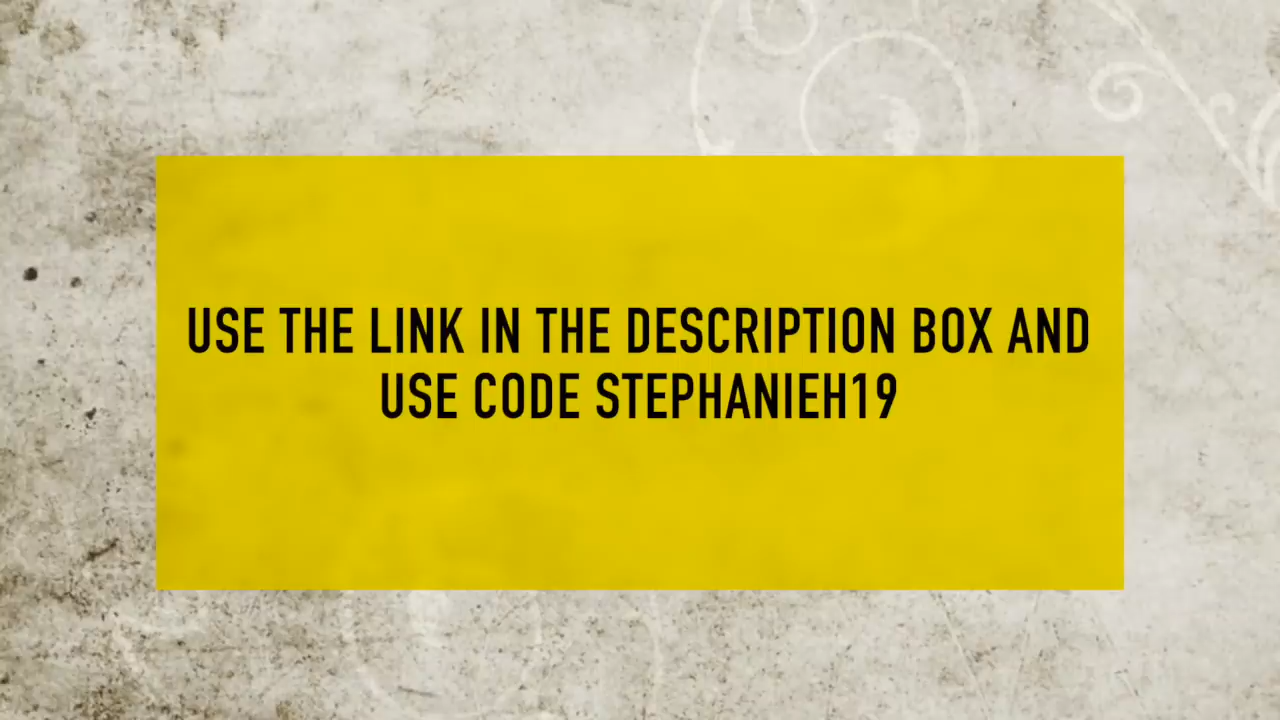 USE THE LINK IN THE DESCRIPTION BOX AND
USE CODE STEPHANIEH19